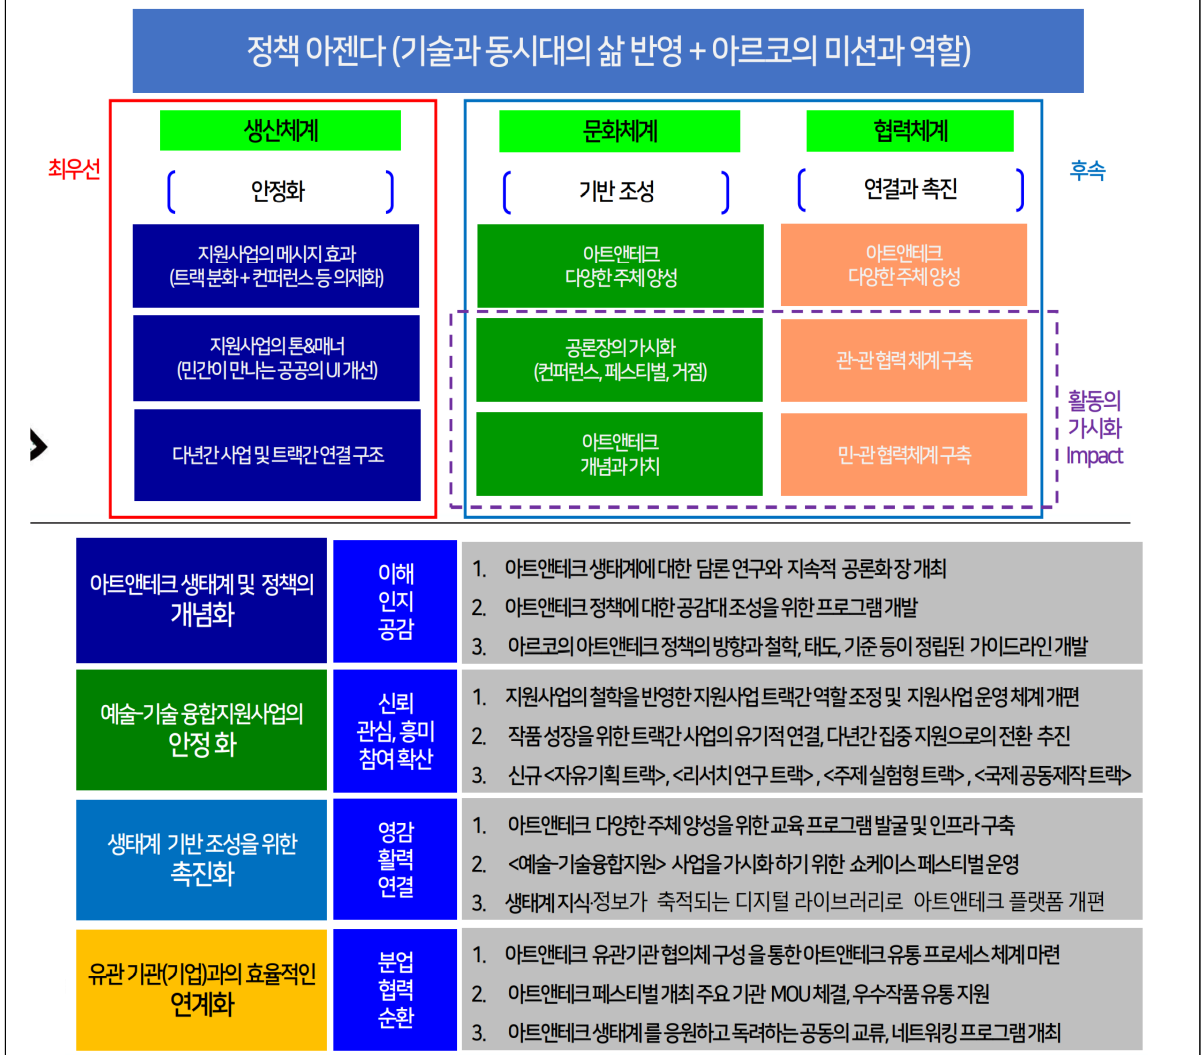 정책 아젠다 (기술과 동시대의 삶 반영 + 아르코의 미션과 역할)
최우선
생산체계
안정화
지원사업의 메시지 효과
(트랙 분화 + 컨퍼런스 등 의제화)
지원사업의 톤&매너
(민간이 만나는 공공의 UI 개선)
다년간 사업 및 트랙간 연결 구조
문화체계
기반 조성
아트앤테크
다양한 주체 양성
공론장의 가시화
(컨퍼런스, 페스티벌, 거점)
아트앤테크
개념과 가치
협력체계
연결과 촉진
아트앤테크
다양한 주체 양성
관-관 협력 체계 구축
민-관 협력체계 구축
후속
활동의
가시화
Impact
아트앤테크 생태계 및 정책의
개념화
이해
인지
공감
1. 아트앤테크 생태계에 대한 담론 연구와 지속적 공론화 장 개최
2. 아트앤테크 정책에 대한 공감대 조성을 위한 프로그램 개발
3. 아르코의 아트앤테크 정책의 방향과 철학, 태도, 기준 등이 정립된 가이드라인 개발
예술-기술 융합지원사업의
안정 화
신뢰
관심, 흥미
참여 확산
1. 지원사업의 철학을 반영한 지원사업 트랙간 역할 조정 및 지원사업 운영 체계 개편
2. 작품 성장을 위한 트랙간 사업의 유기적 연결, 다년간 집중 지원으로의 전환 추진
3. 신규 <자유기획 트랙>, <리서치 연구 트랙> , <주제 실험형 트랙> , <국제 공동제작 트랙>
생태계 기반 조성을 위한
촉진화
영감
활력
연결
1. 아트앤테크 다양한 주체 양성을 위한 교육 프로그램 발굴 및 인프라 구축
2. <예술-기술융합지원> 사업을 가시화 하기 위한 쇼케이스 페스티벌 운영
3. 생태계 지식·정보가 축적되는 디지털 라이브러리로 아트앤테크 플랫폼 개편
유관 기관(기업)과의 효율적인
연계화
분업
협력
순환
1. 아트앤테크 유관기관 협의체 구성 을 통한 아트앤테크 유통 프로세스 체계 마련
2. 아트앤테크 페스티벌 개최 주요 기관 MOU 체결, 우수작품 유통 지원
3. 아트앤테크 생태계 를 응원하고 독려하는 공동의 교류, 네트워킹 프로그램 개최